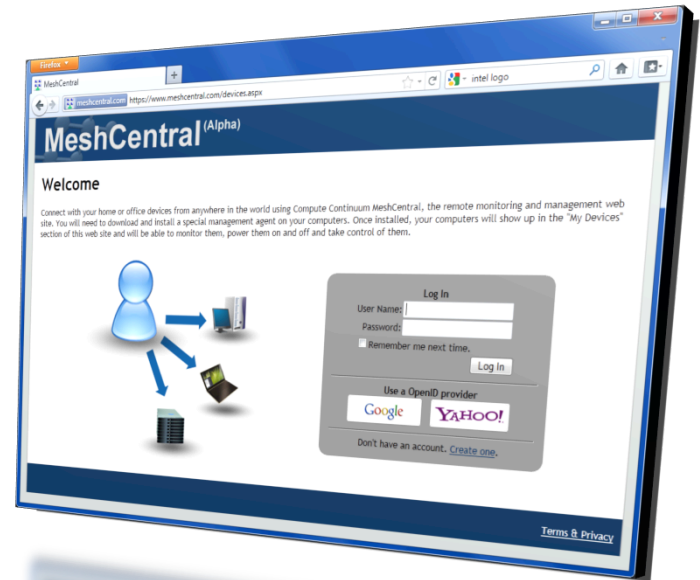 Firefox
MeshCentral
meshcentral.com https://www.meshcentral.com/devices.aspx
intel logo
MeshCentral (Alpha)
Welcome
Connect with your home or office devices from anywhere in the world using Compute Continuum MeshCentral, the remote monitoring and management web
site. You will need to download and install a special management agent on your computers. Once installed, your computers will show up in the "My Devices"
section of this web site and will be able to monitor them, power them on and off and take control of them.
Log In
User Name:
Password:
Remember me next time.
Log In
Use a OpenID provider
Google YAHOO!
Don't have an account. Create one.
Terms & Privacy